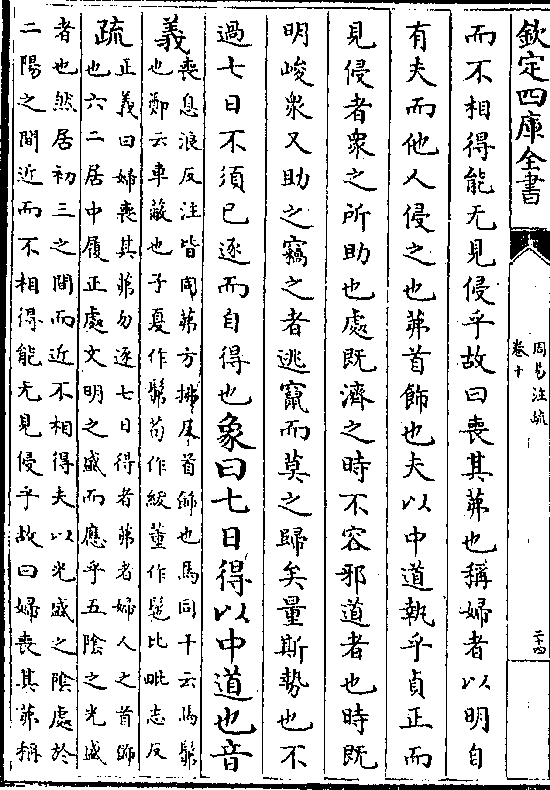 欽定四庫全書
周易注疏
卷十
二十四
而不相得能无見侵乎故曰喪其茀也稱婦者以明自
有夫而他人侵之也茀首飾也夫以中道執乎貞正而
見侵者衆之所助也處既濟之時不容邪道者也時既
明峻衆又助之竊之者逃竄而莫之歸矣量斯勢也不
過七日不須已逐而自得也象曰七日得以中道也音
義
喪息浪反注皆同茀方拂反首飾也馬同干云馬髴
也鄭云車蔽也子夏作髴荀作紱董作髢比毗志反
疏
正義曰婦喪其茀勿逐七日得者茀者婦人之首飾
也六二居中履正處文明之盛而應乎五陰之光盛
者也然居初三之間而近不相得夫以光盛之陰處於
二陽之間近而不相得能无見侵乎故曰婦喪其茀稱